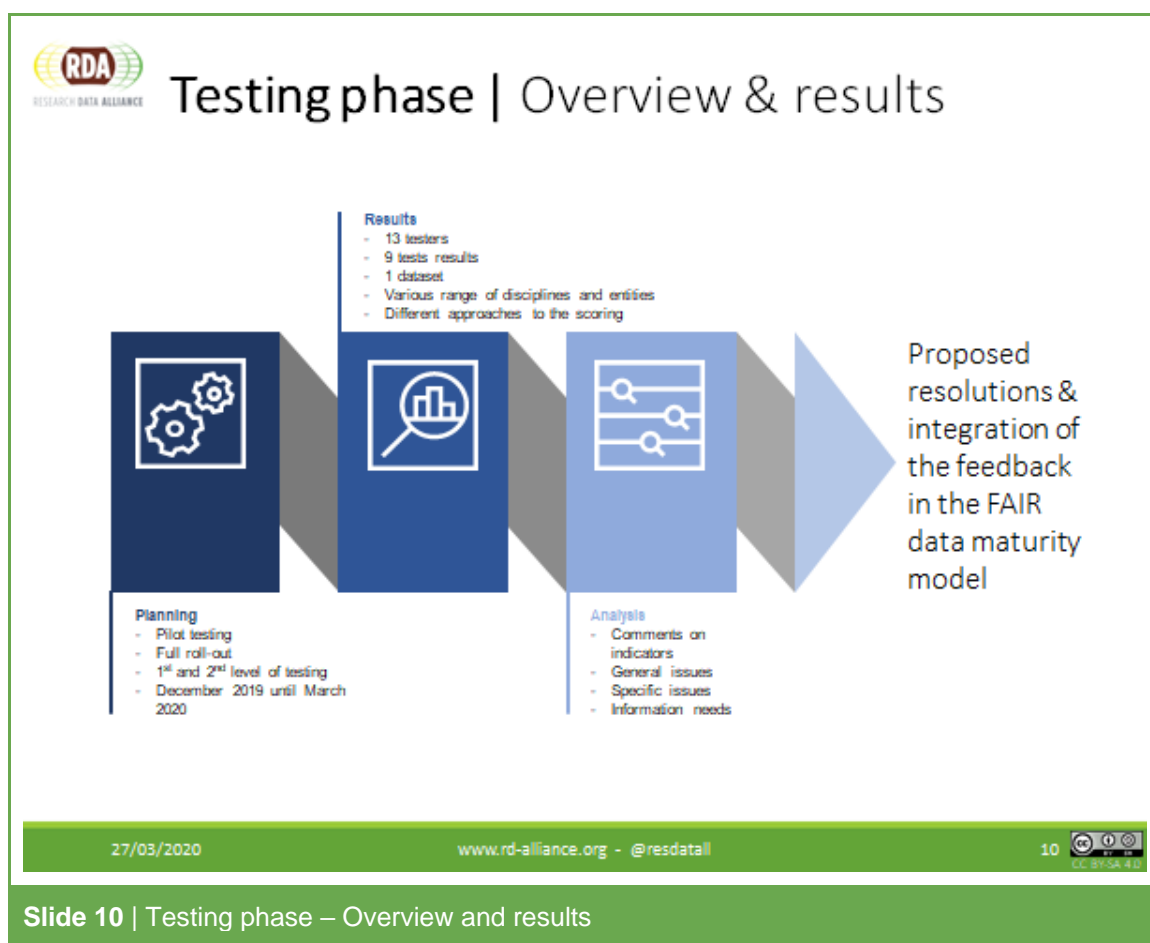 RDA
RESEARCH DATA ALLIANCE
Testing phase | Overview & results
Results
- 13 testers
- 9 tests results
- 1 dataset
- Various range of disciplines and entities
- Different approaches to the scoring
Proposed
resolutions &
integration of
the feedback
in the FAIR
data maturity
model
Planning
- Pilot testing
- Full roll-out
- 1st and 2nd level of testing
- December 2019 until March
2020
Analysis
- Comments on
indicators
- General issues
- Specific issues
- Information needs
27/03/2020
www.rd-alliance.org - @resdatall
10
cc
CC BY-SA 4.0
Slide 10 | Testing phase – Overview and results